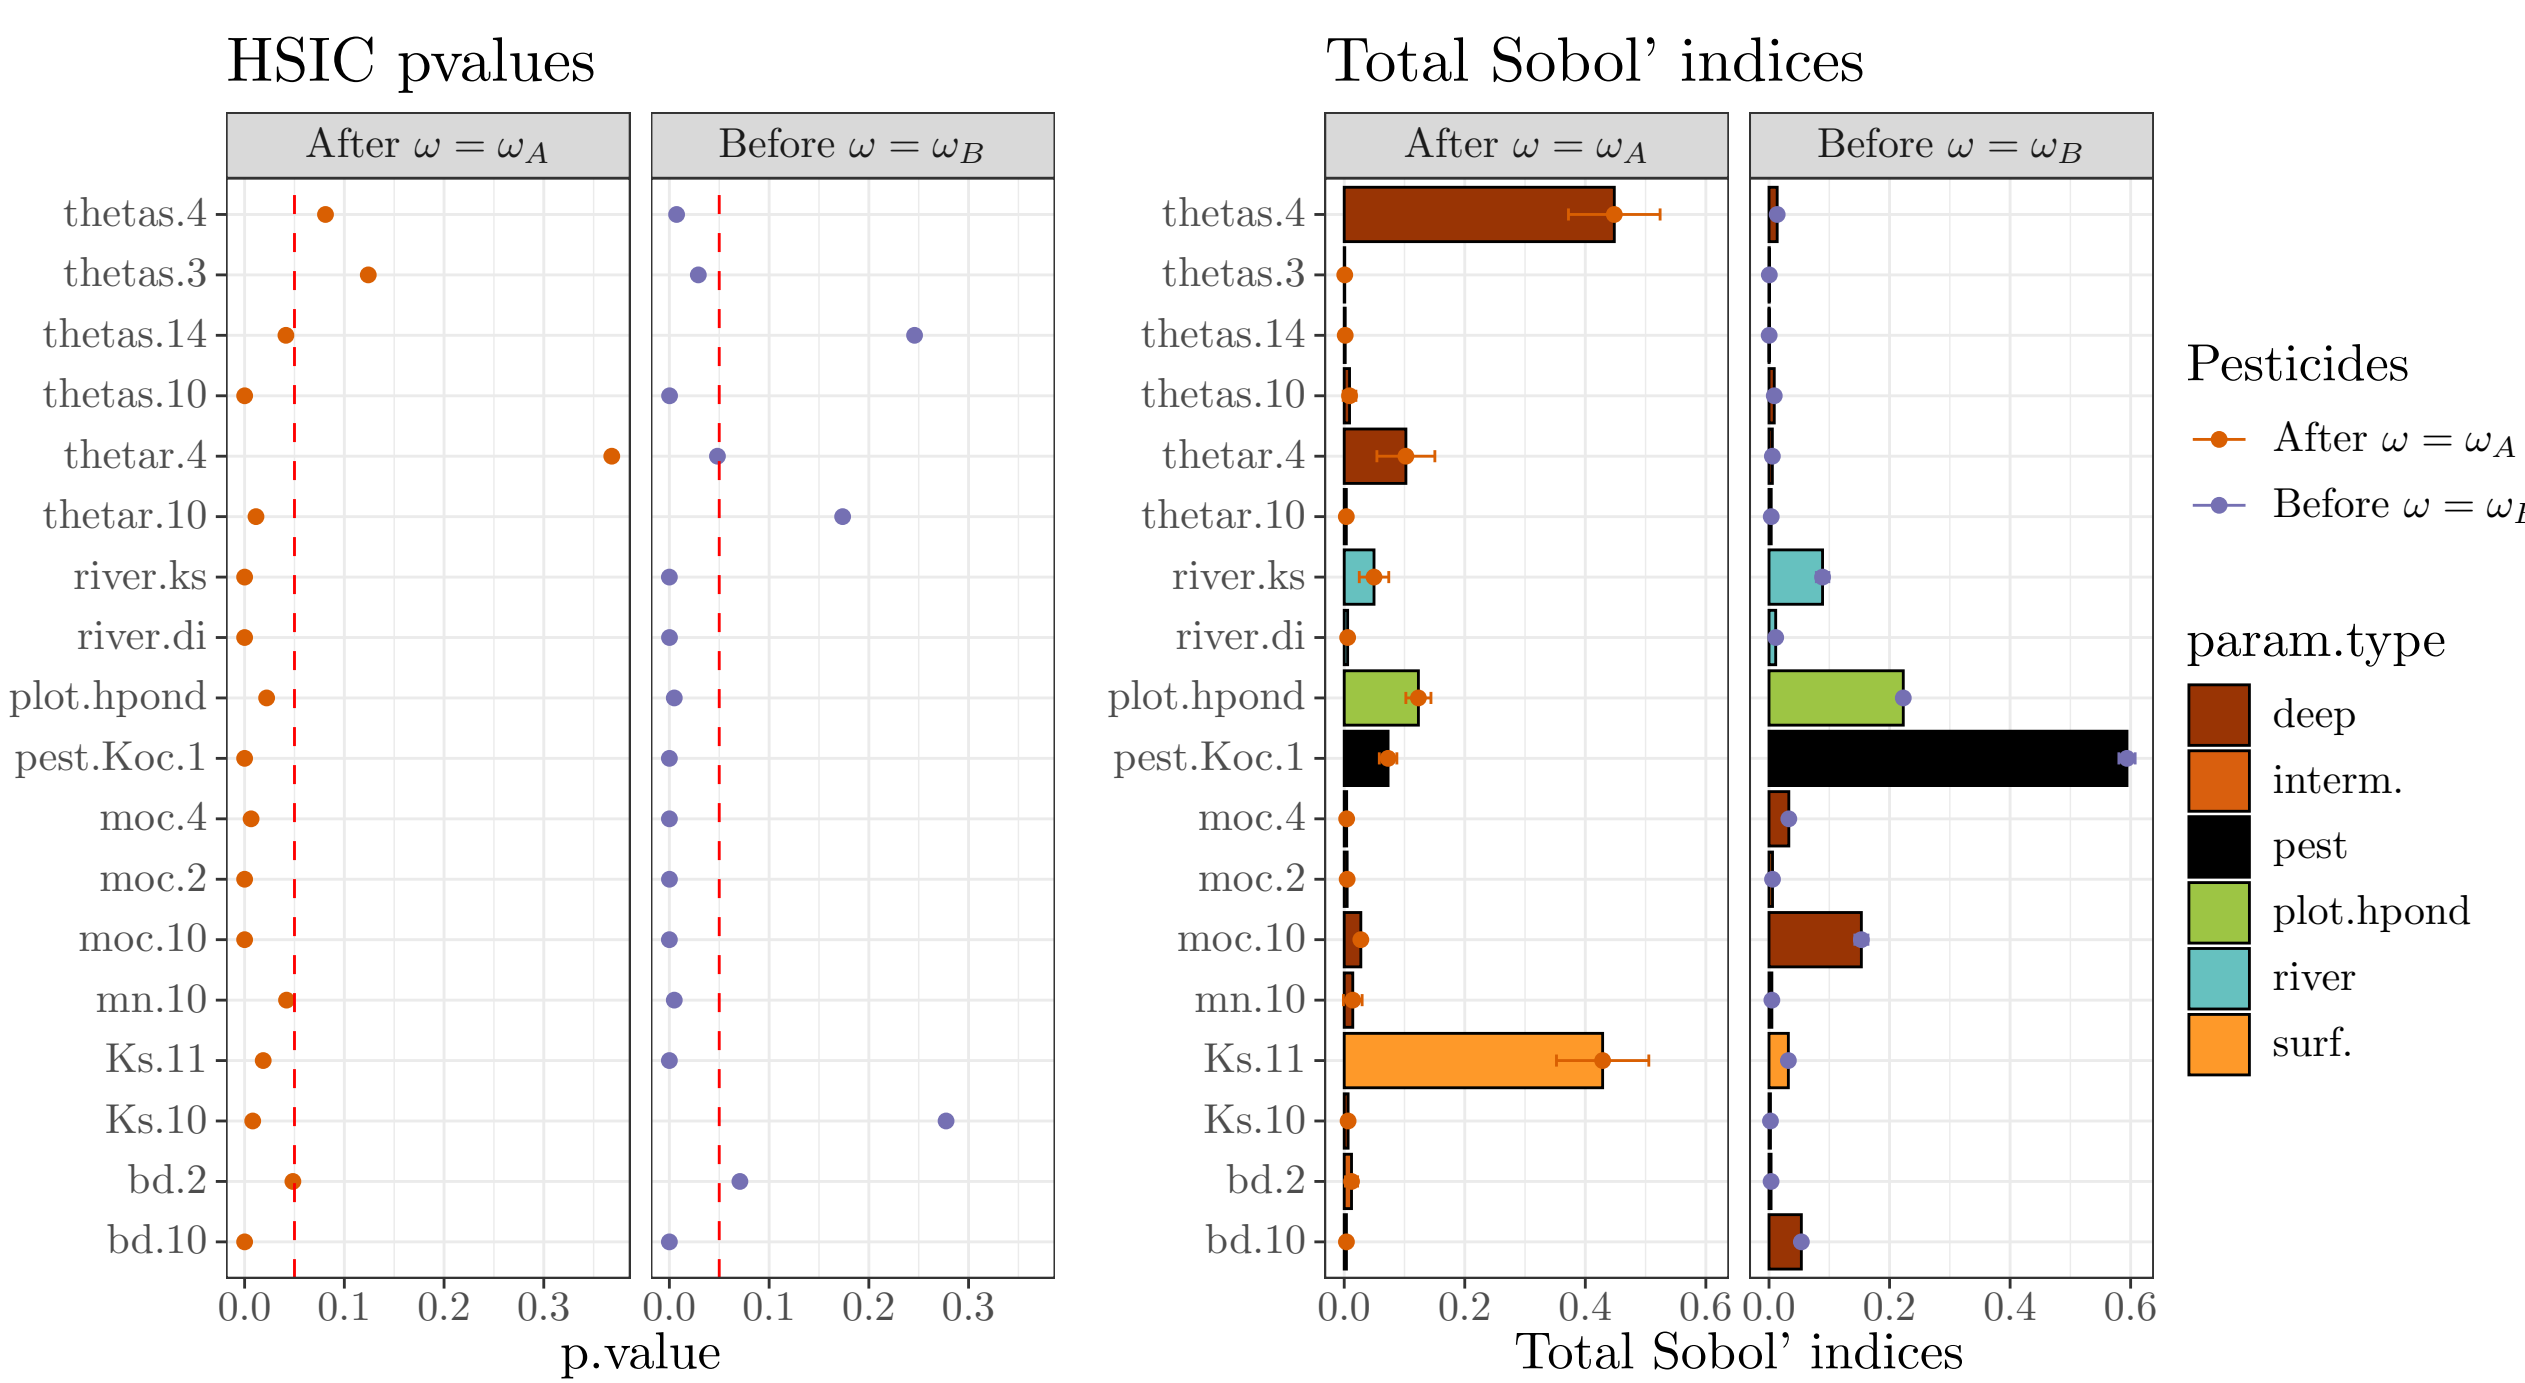 HSIC pvalues
After ω = ω_A
Before ω = ω_B
thetas.4
thetas.3
thetas.14
thetas.10
thetar.4
thetar.10
river.ks
river.di
plot.hpond
pest.Koc.1
moc.4
moc.2
moc.10
mn.10
Ks.11
Ks.10
bd.2
bd.10
0.0 0.1 0.2 0.3
0.0 0.1 0.2 0.3
p.value
Total Sobol’ indices
After ω = ω_A
Before ω = ω_B
thetas.4
thetas.3
thetas.14
thetas.10
thetar.4
thetar.10
river.ks
river.di
plot.hpond
pest.Koc.1
moc.4
moc.2
moc.10
mn.10
Ks.11
Ks.10
bd.2
bd.10
0.0 0.2 0.4 0.6
0.0 0.2 0.4 0.6
Total Sobol’ indices
Pesticides
After ω = ω_A
Before ω = ω_B
param.type
deep
interm.
pest
plot.hpond
river
surf.